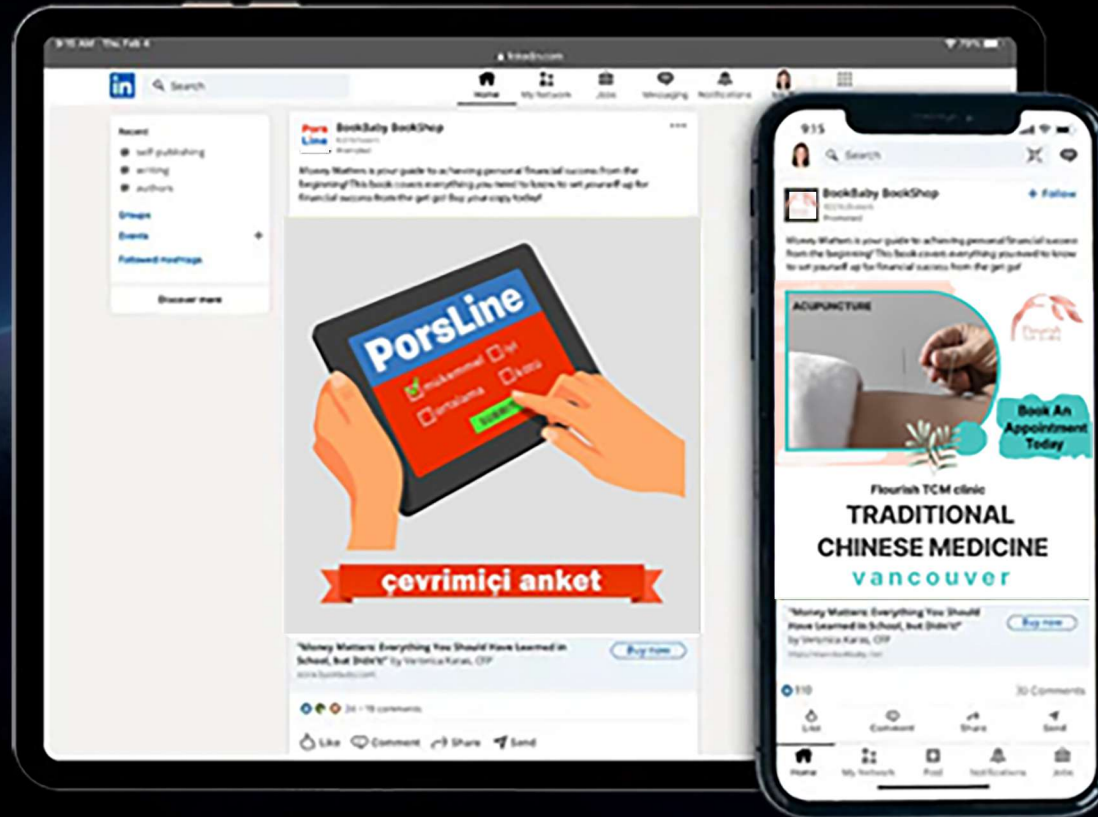 9:15 AM Thu Feb 4
linkedin.com
79%
in
Search
Home
My Network
Jobs
Messaging
Notifications
Recent
# self publishing
# writing
# authors
Groups
Events
+
Followed Hashtags
Discover more
Pors
Line
BookBaby BookShop
Promoted
Money Matters is your guide to achieving personal financial success from the
beginning! This book covers everything you need to know to set yourself up for
financial success from the get go! Buy your copy today!
PorsLine
mükemmel
iyi
ortalama
kötü
çevrimiçi anket
"Money Matters: Everything You Should Have Learned in
School, but Didn't!" by Veronica Karas, CFP
Buy now
Like
Comment
Share
Send
9:15
Search
BookBaby BookShop
+ Follow
Promoted
Money Matters is your guide to achieving personal financial success
from the beginning! This book covers everything you need to know
to set yourself up for financial success from the get go!
ACUPUNCTURE
Flourish
Book An
Appointment
Today
Flourish TCM clinic
TRADITIONAL
CHINESE MEDICINE
vancouver
"Money Matters: Everything You Should
Have Learned in School, but Didn't!"
by Veronica Karas, CFP
Buy now
110
30 Comments
Like
Comment
Share
Send
Home
My Network
Post
Notifications
Jobs